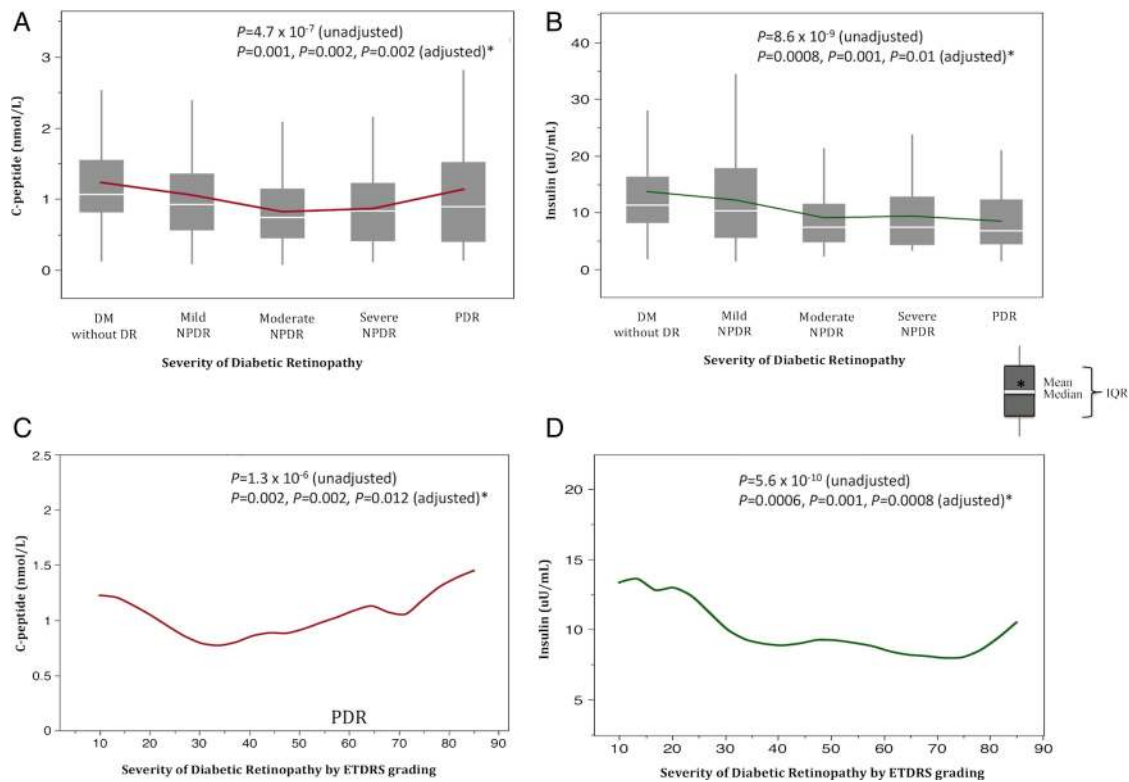 A
P=4.7 x 10⁻⁷ (unadjusted)
P=0.001, P=0.002, P=0.002 (adjusted)*
C-peptide (nmol/L)
3
2
1
0
DM without DR
Mild NPDR
Moderate NPDR
Severe NPDR
PDR
Severity of Diabetic Retinopathy
B
P=8.6 x 10⁻⁹ (unadjusted)
P=0.0008, P=0.001, P=0.01 (adjusted)*
Insulin (uU/mL)
40
30
20
10
0
DM without DR
Mild NPDR
Moderate NPDR
Severe NPDR
PDR
Severity of Diabetic Retinopathy
*
Mean
Median
IQR
C
P=1.3 x 10⁻⁶ (unadjusted)
P=0.002, P=0.002, P=0.012 (adjusted)*
C-peptide (nmol/L)
2.5
2
1.5
1
0.5
0
PDR
10 20 30 40 50 60 70 80 90
Severity of Diabetic Retinopathy by ETDRS grading
D
P=5.6 x 10⁻¹⁰ (unadjusted)
P=0.0006, P=0.001, P=0.0008 (adjusted)*
Insulin (uU/mL)
20
15
10
5
10 20 30 40 50 60 70 80 90
Severity of Diabetic Retinopathy by ETDRS grading